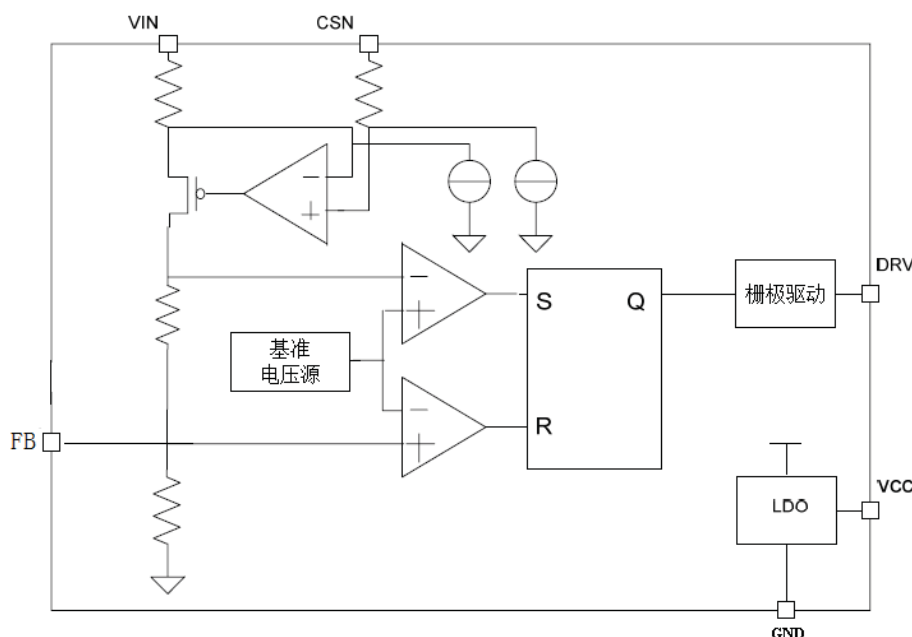 VIN
CSN
−
+
−
+
S
Q
栅极驱动
DRV
基准
电压源
−
+
R
FB
LDO
VCC
GND